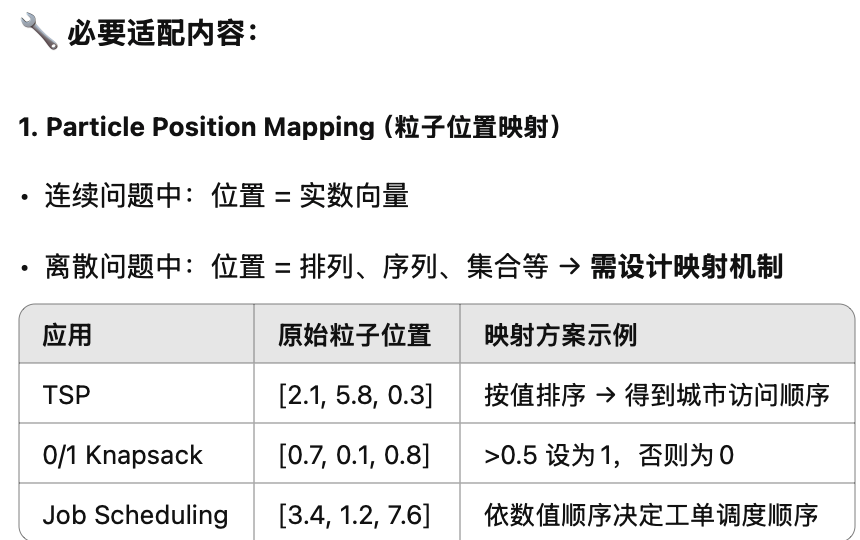 🔧 必要适配内容：
1. Particle Position Mapping（粒子位置映射）
• 连续问题中：位置 = 实数向量
• 离散问题中：位置 = 排列、序列、集合等 → 需设计映射机制
应用 原始粒子位置 映射方案示例
TSP [2.1, 5.8, 0.3] 按值排序 → 得到城市访问顺序
0/1 Knapsack [0.7, 0.1, 0.8] >0.5 设为 1，否则为 0
Job Scheduling [3.4, 1.2, 7.6] 依数值顺序决定工单调度顺序